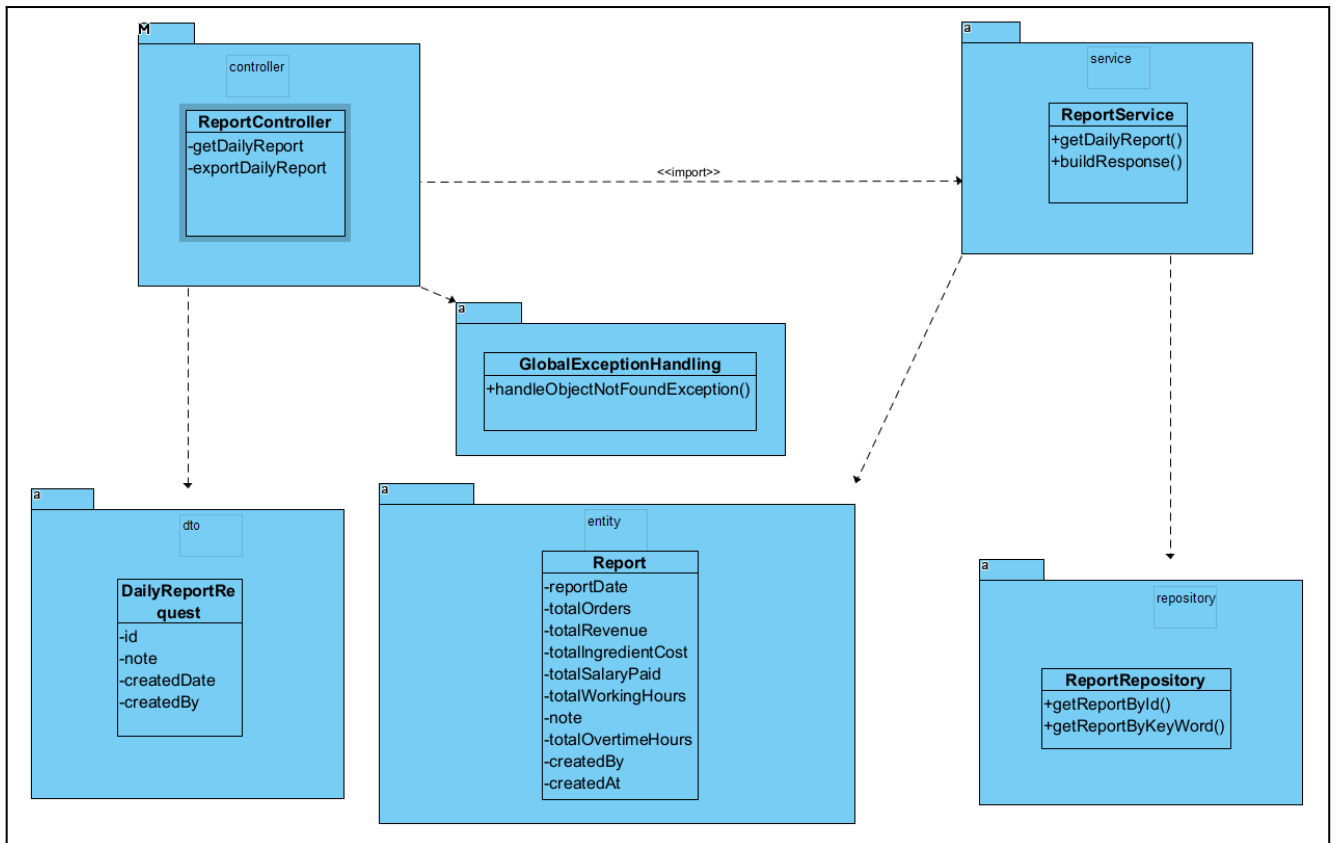 M
controller
ReportController
-getDailyReport
-exportDailyReport
<<import>>
a
service
ReportService
+getDailyReport()
+buildResponse()
a
GlobalExceptionHandling
+handleObjectNotFoundException()
a
dto
DailyReportRe
quest
-id
-note
-createdDate
-createdBy
a
entity
Report
-reportDate
-totalOrders
-totalRevenue
-totalIngredientCost
-totalSalaryPaid
-totalWorkingHours
-note
-totalOvertimeHours
-createdBy
-createdAt
a
repository
ReportRepository
+getReportById()
+getReportByKeyWord()